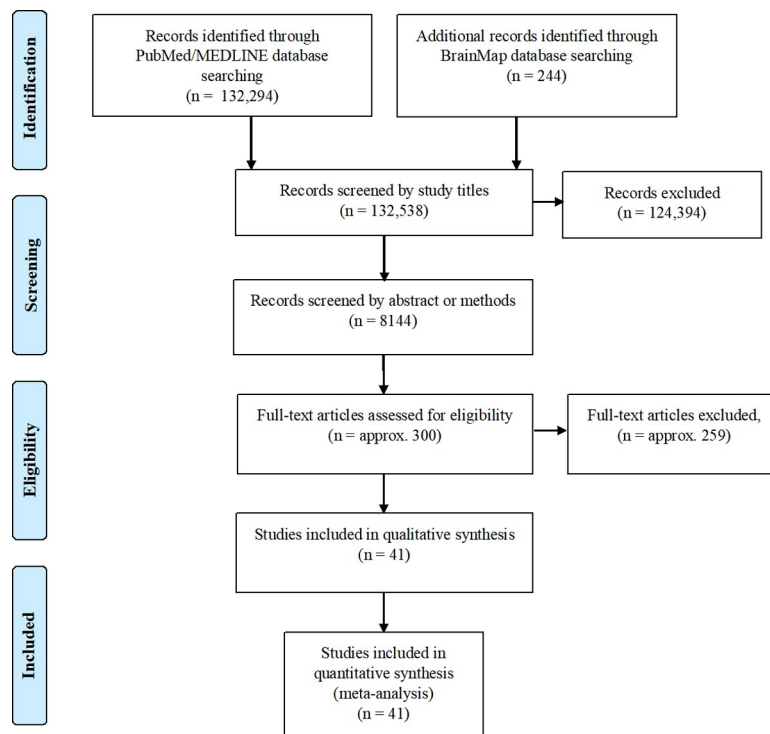 Identification
Records identified through
PubMed/MEDLINE database
searching
(n = 132,294)
Additional records identified through
BrainMap database searching
(n = 244)
Screening
Records screened by study titles
(n = 132,538)
Records excluded
(n = 124,394)
Records screened by abstract or methods
(n = 8144)
Eligibility
Full-text articles assessed for eligibility
(n = approx. 300)
Full-text articles excluded,
(n = approx. 259)
Studies included in qualitative synthesis
(n = 41)
Included
Studies included in
quantitative synthesis
(meta-analysis)
(n = 41)